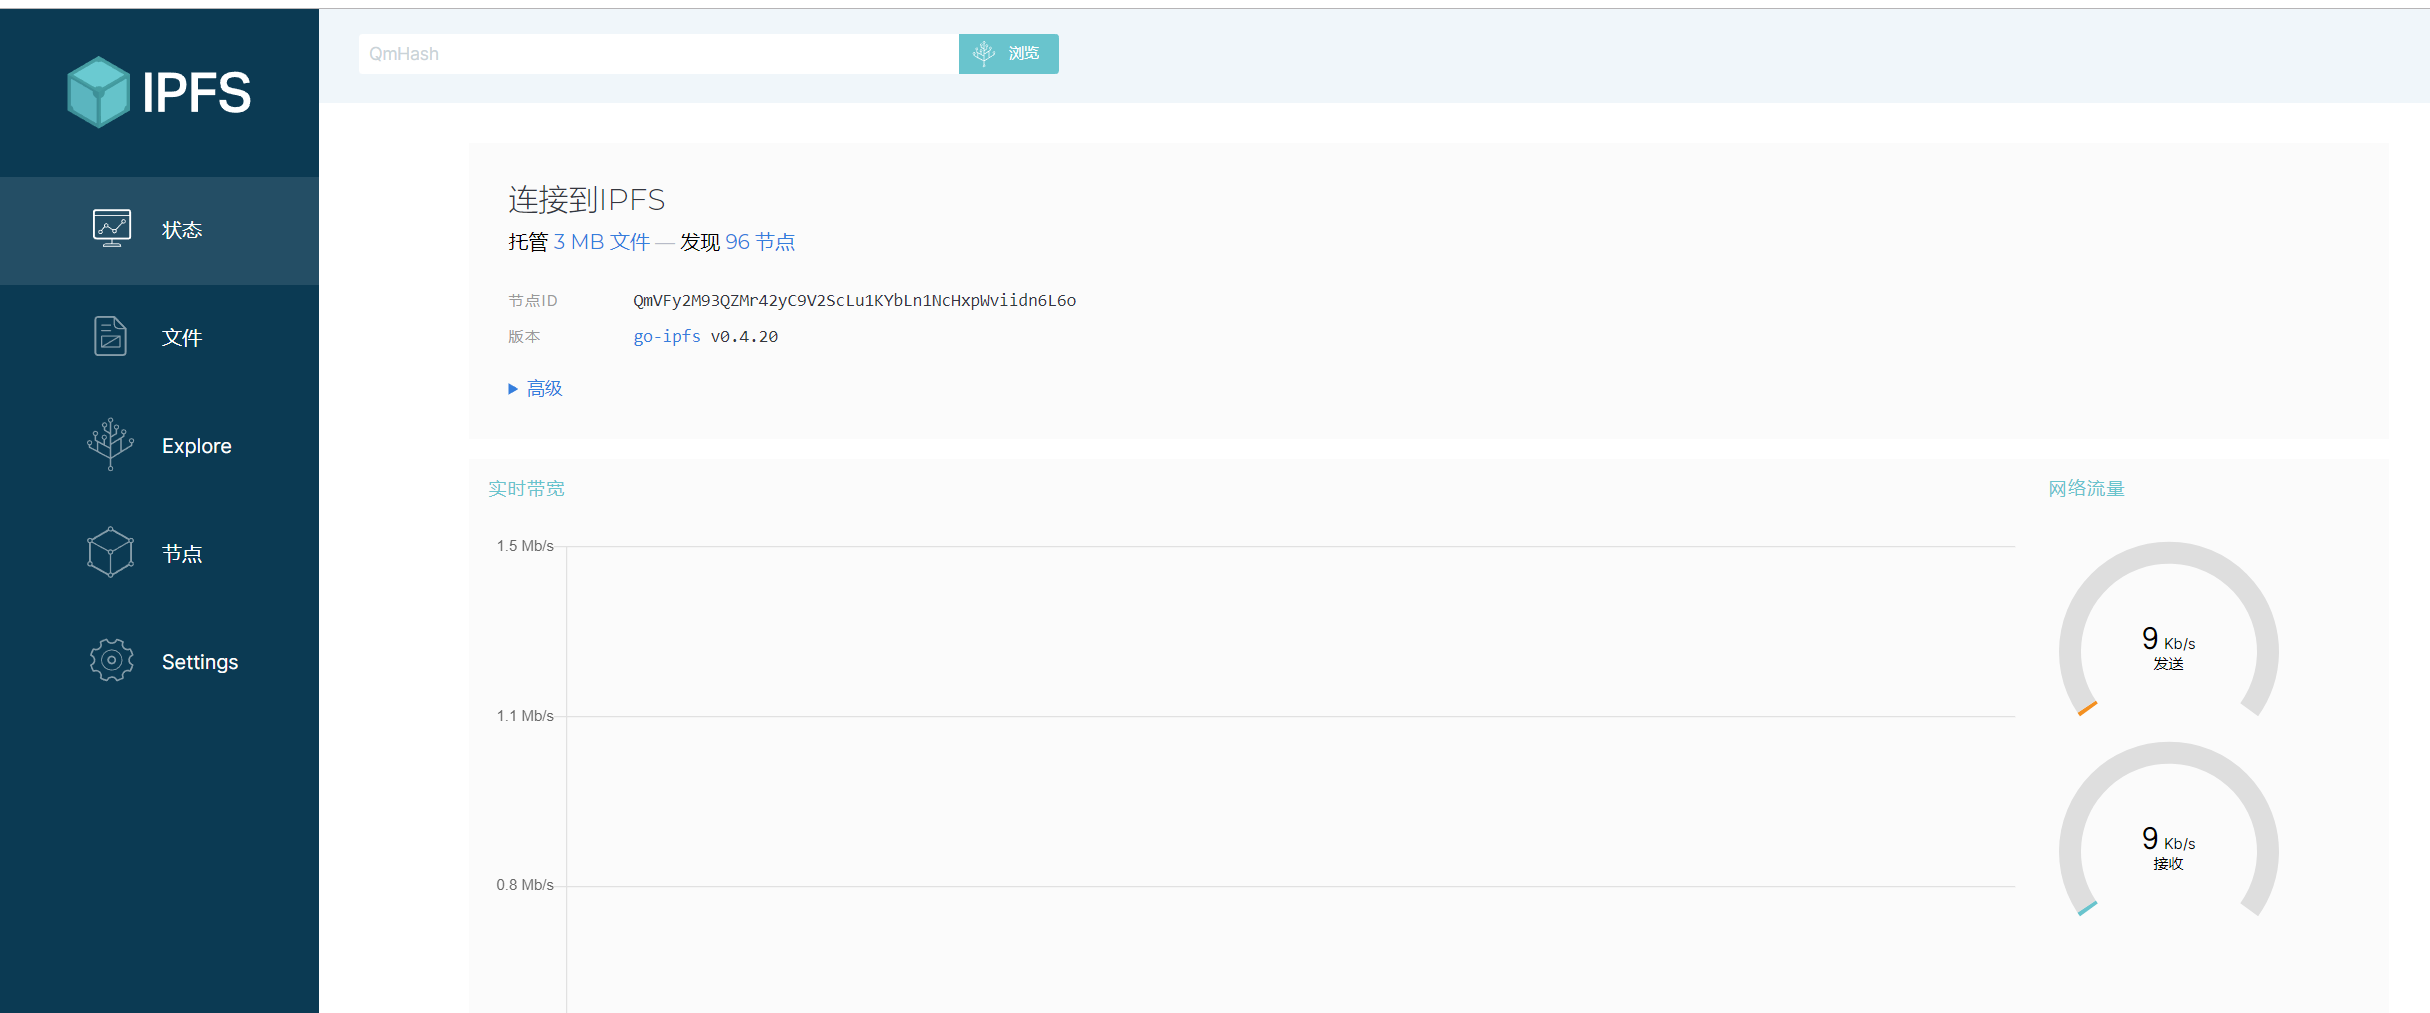 IPFS
状态
文件
Explore
节点
Settings
QmHash
浏览
连接到IPFS
托管 3 MB 文件 — 发现 96 节点
节点ID QmVFy2M93QZMr42yC9V2ScLu1KYbLn1NcHxpWviidn6L6o
版本 go-ipfs v0.4.20
▶ 高级
实时带宽
1.5 Mb/s
1.1 Mb/s
0.8 Mb/s
网络流量
9 Kb/s
发送
9 Kb/s
接收